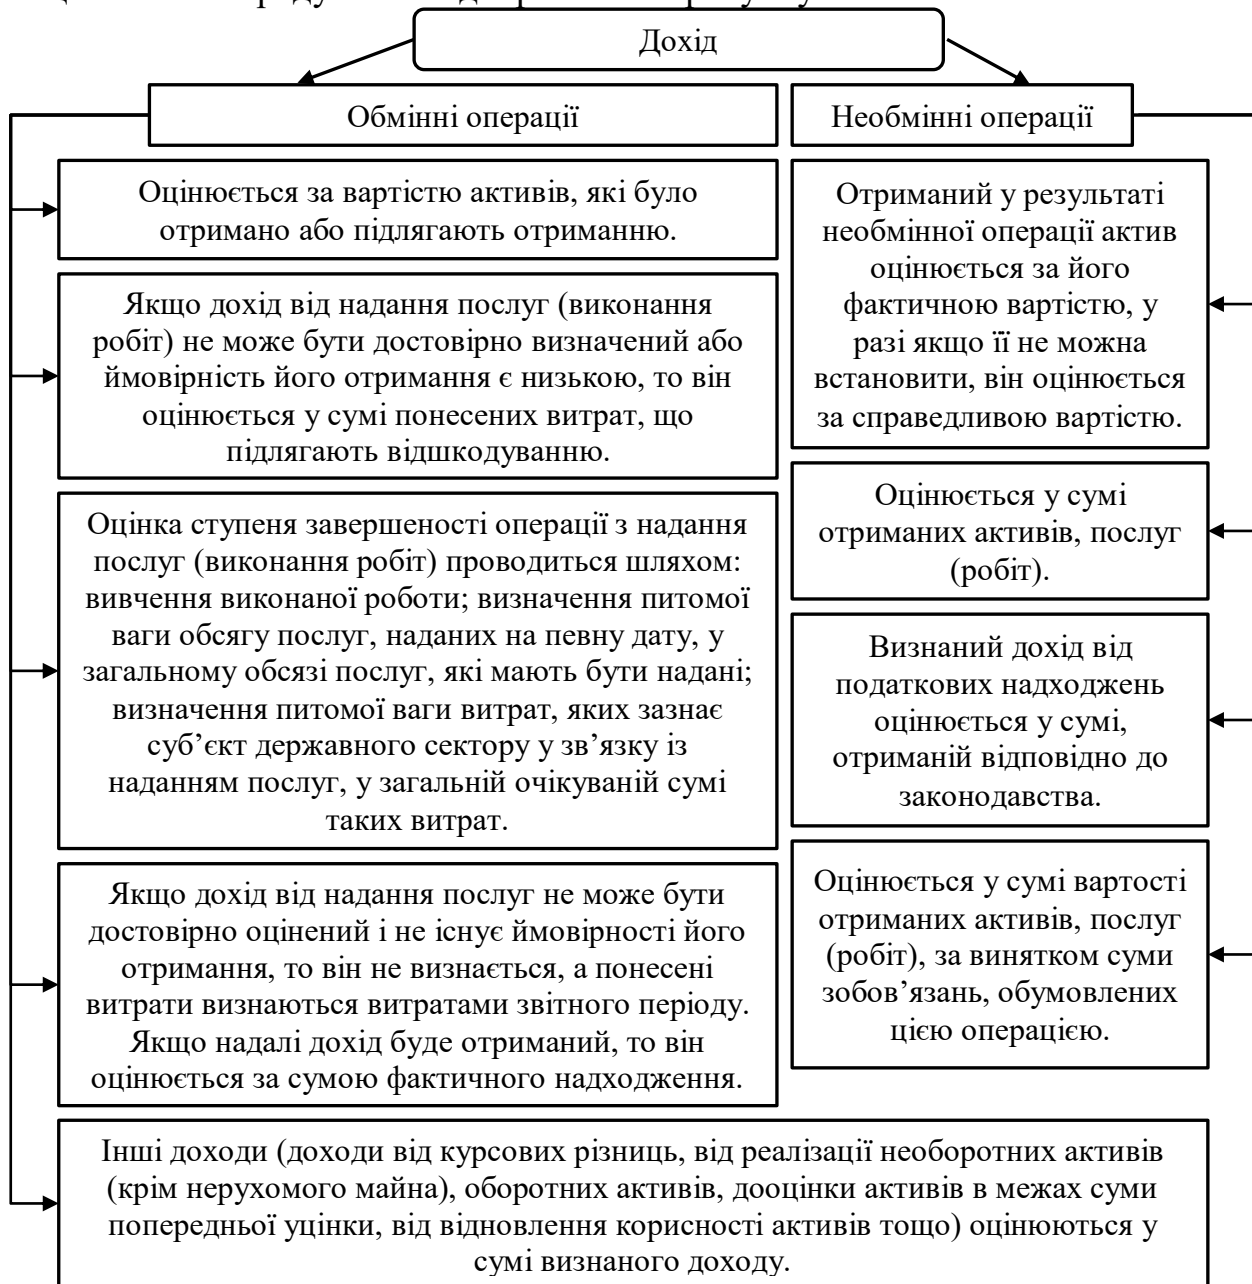 Дохід
Обмінні операції
Необмінні операції
Оцінюється за вартістю активів, які було
отримано або підлягають отриманню.
Якщо дохід від надання послуг (виконання
робіт) не може бути достовірно визначений або
ймовірність його отримання є низькою, то він
оцінюється у сумі понесених витрат, що
підлягають відшкодуванню.
Оцінка ступеня завершеності операції з надання
послуг (виконання робіт) проводиться шляхом:
вивчення виконаної роботи; визначення питомої
ваги обсягу послуг, наданих на певну дату, у
загальному обсязі послуг, які мають бути надані;
визначення питомої ваги витрат, яких зазнає
суб’єкт державного сектору у зв’язку із
наданням послуг, у загальній очікуваній сумі
таких витрат.
Якщо дохід від надання послуг не може бути
достовірно оцінений і не існує ймовірності його
отримання, то він не визнається, а понесені
витрати визнаються витратами звітного періоду.
Якщо надалі дохід буде отриманий, то він
оцінюється за сумою фактичного надходження.
Отриманий у результаті
необмінної операції актив
оцінюється за його
фактичною вартістю, у
разі якщо її не можна
встановити, він оцінюється
за справедливою вартістю.
Оцінюється у сумі
отриманих активів, послуг
(робіт).
Визнаний дохід від
податкових надходжень
оцінюється у сумі,
отриманій відповідно до
законодавства.
Оцінюється у сумі вартості
отриманих активів, послуг
(робіт), за винятком суми
зобов’язань, обумовлених
цією операцією.
Інші доходи (доходи від курсових різниць, від реалізації необоротних активів
(крім нерухомого майна), оборотних активів, дооцінки активів в межах суми
попередньої уцінки, від відновлення корисності активів тощо) оцінюються у
сумі визнаного доходу.